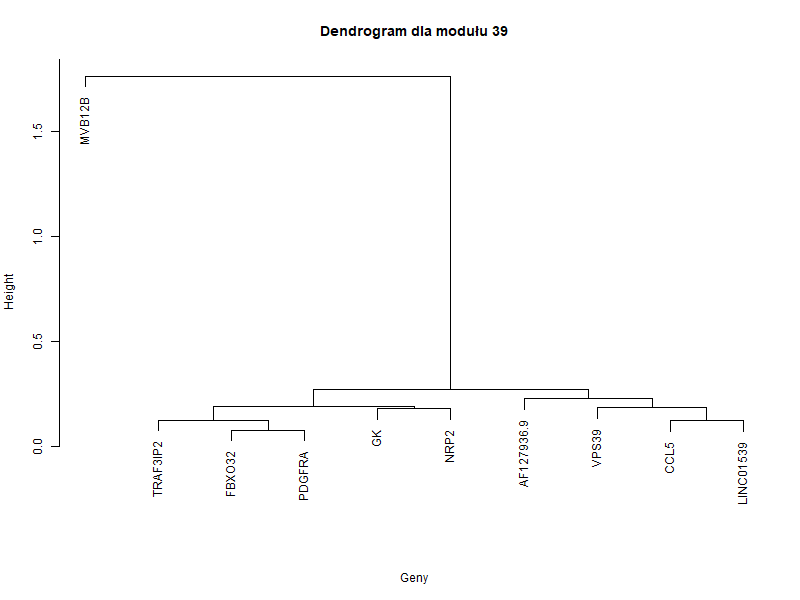 Dendrogram dla modułu 39
Height
1.5
1.0
0.5
0.0
MVB12B
TRAF3IP2
FBXO32
PDGFRA
GK
NRP2
AF127936.9
VPS39
CCL5
LINC01539
Geny